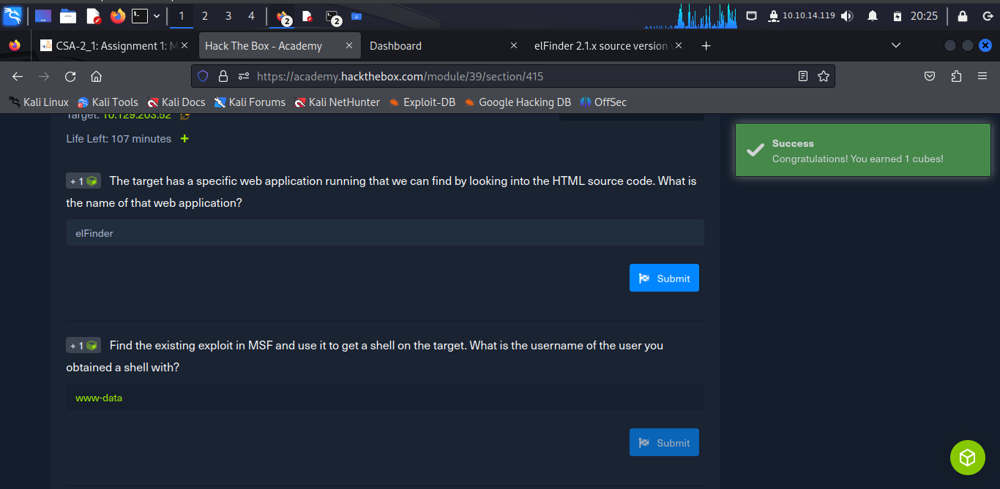 1 2 3 4 2 2 10.10.14.119 20:25
CSA-2_1: Assignment 1: M Hack The Box - Academy Dashboard elFinder 2.1.x source version
https://academy.hackthebox.com/module/39/section/415
Kali Linux Kali Tools Kali Docs Kali Forums Kali NetHunter Exploit-DB Google Hacking DB OffSec
Target: 10.129.203.52
Life Left: 107 minutes +
Success
Congratulations! You earned 1 cubes!
+ 1 The target has a specific web application running that we can find by looking into the HTML source code. What is
the name of that web application?
elFinder
Submit
+ 1 Find the existing exploit in MSF and use it to get a shell on the target. What is the username of the user you
obtained a shell with?
www-data
Submit